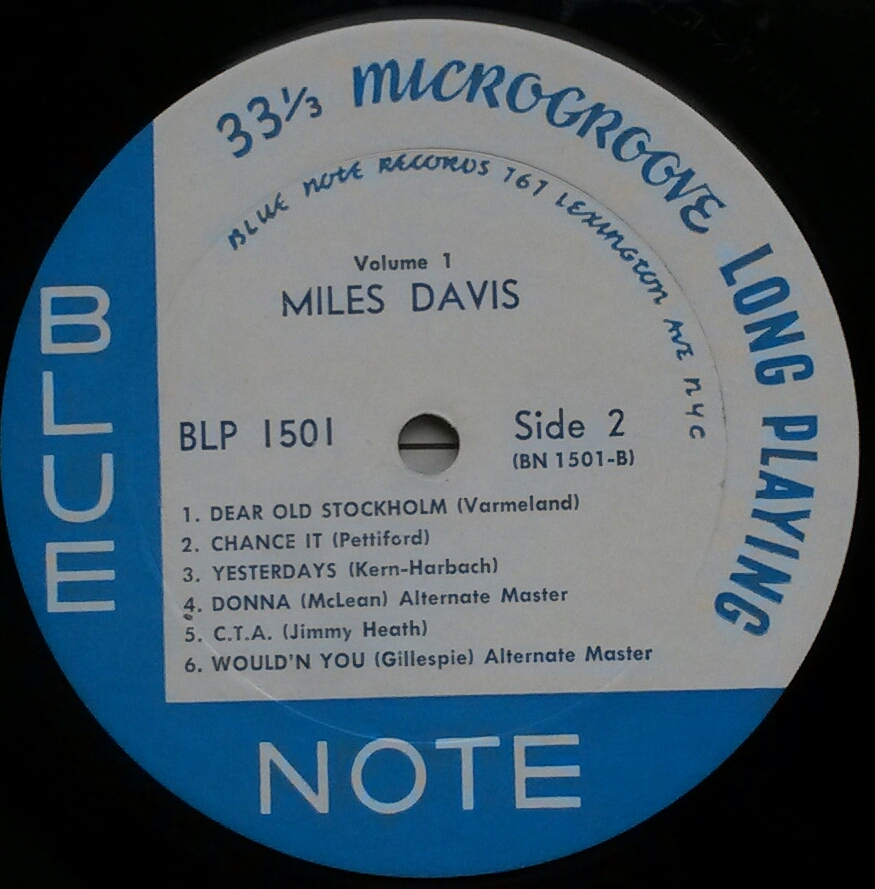 33⅓ MICROGROOVE LONG PLAYING
BLUE NOTE RECORDS 767 LEXINGTON AVE NYC
Volume 1
MILES DAVIS
BLP 1501
Side 2
(BN 1501-B)
1. DEAR OLD STOCKHOLM (Varmeland)
2. CHANCE IT (Pettiford)
3. YESTERDAYS (Kern-Harbach)
4. DONNA (McLean) Alternate Master
5. C.T.A. (Jimmy Heath)
6. WOULD'N YOU (Gillespie) Alternate Master
BLUE
NOTE